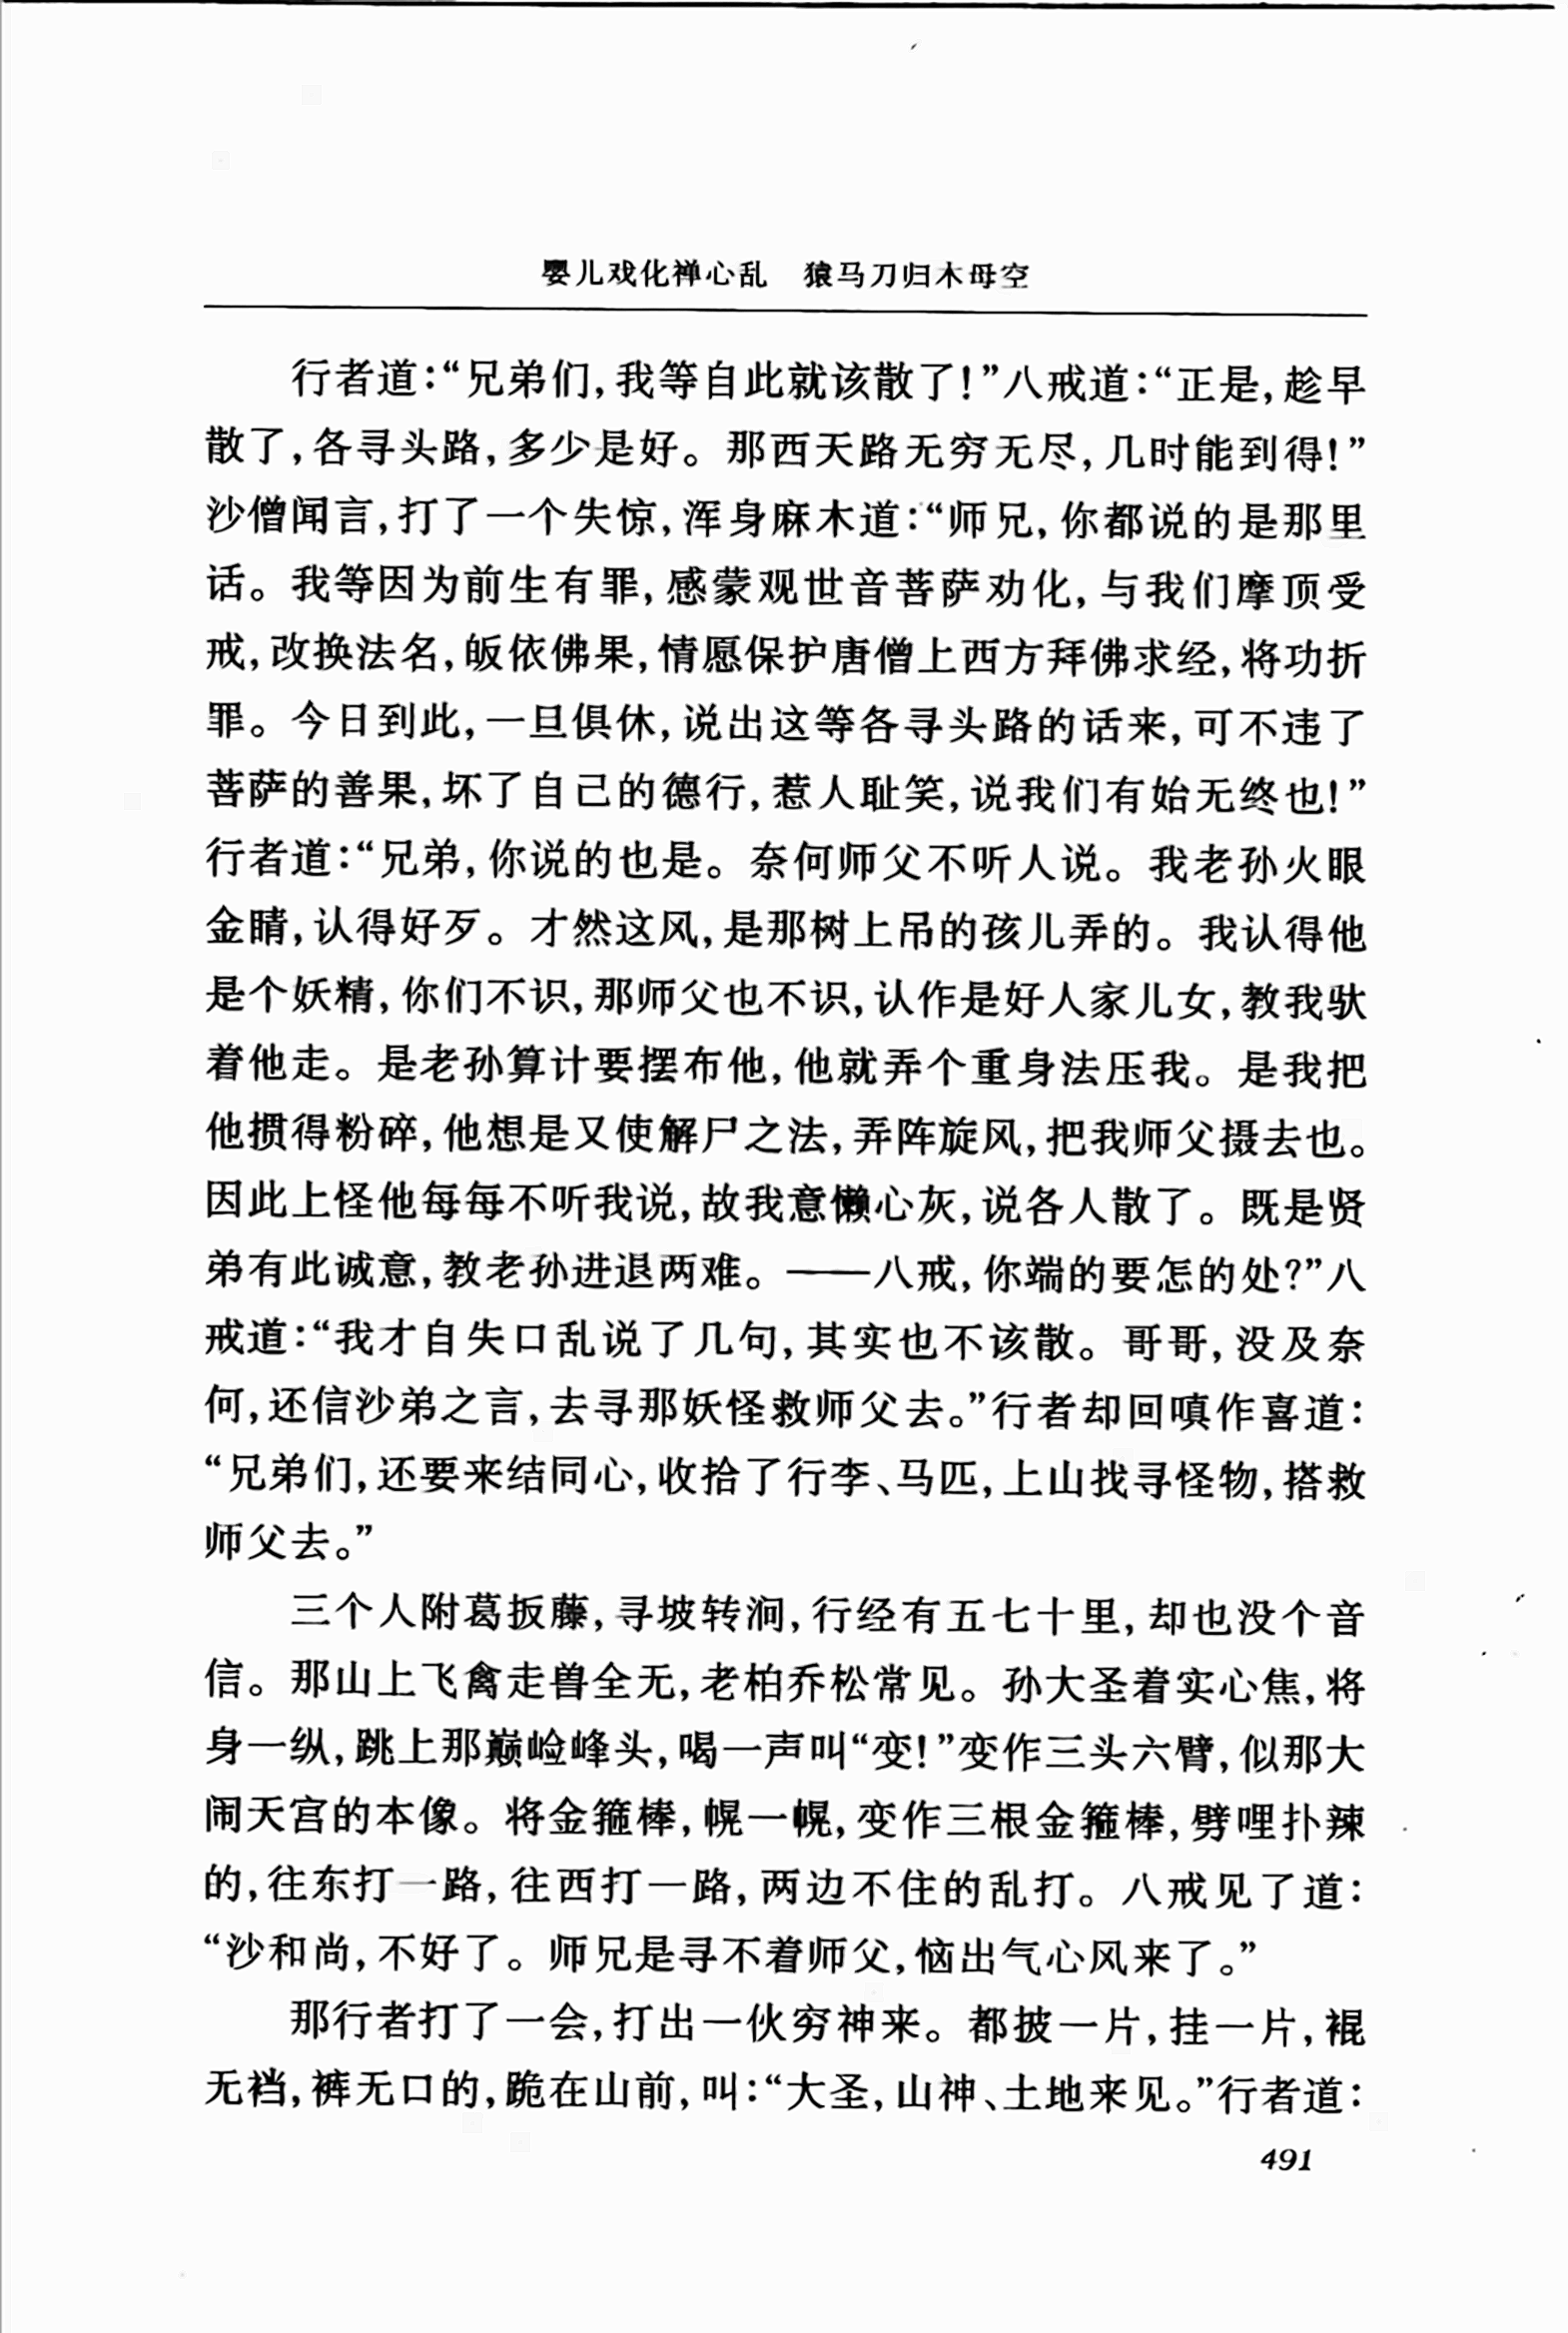 婴儿戏化禅心乱　猿马刀归木母空
行者道：“兄弟们，我等自此就该散了！”八戒道：“正是，趁早
散了，各寻头路，多少是好。那西天路无穷无尽，几时能到得！”
沙僧闻言，打了一个失惊，浑身麻木道：“师兄，你都说的是那里
话。我等因为前生有罪，感蒙观世音菩萨劝化，与我们摩顶受
戒，改换法名，皈依佛果，情愿保护唐僧上西方拜佛求经，将功折
罪。今日到此，一旦俱休，说出这等各寻头路的话来，可不违了
菩萨的善果，坏了自己的德行，惹人耻笑，说我们有始无终也！”
行者道：“兄弟，你说的也是。奈何师父不听人说。我老孙火眼
金睛，认得好歹。才然这风，是那树上吊的孩儿弄的。我认得他
是个妖精，你们不识，那师父也不识，认作是好人家儿女，教我驮
着他走。是老孙算计要摆布他，他就弄个重身法压我。是我把
他掼得粉碎，他想是又使解尸之法，弄阵旋风，把我师父摄去也。
因此上怪他每每不听我说，故我意懒心灰，说各人散了。既是贤
弟有此诚意，教老孙进退两难。——八戒，你端的要怎的处？”八
戒道：“我才自失口乱说了几句，其实也不该散。哥哥，没及奈
何，还信沙弟之言，去寻那妖怪救师父去。”行者却回嗔作喜道：
“兄弟们，还要来结同心，收拾了行李、马匹，上山找寻怪物，搭救
师父去。”
三个人附葛扳藤，寻坡转涧，行经有五七十里，却也没个音
信。那山上飞禽走兽全无，老柏乔松常见。孙大圣着实心焦，将
身一纵，跳上那巅崄峰头，喝一声叫“变！”变作三头六臂，似那大
闹天宫的本像。将金箍棒，幌一幌，变作三根金箍棒，劈哩扑辣
的，往东打一路，往西打一路，两边不住的乱打。八戒见了道：
“沙和尚，不好了。师兄是寻不着师父，恼出气心风来了。”
那行者打了一会，打出一伙穷神来。都披一片，挂一片，裩
无裆，裤无口的，跪在山前，叫：“大圣，山神、土地来见。”行者道：
491